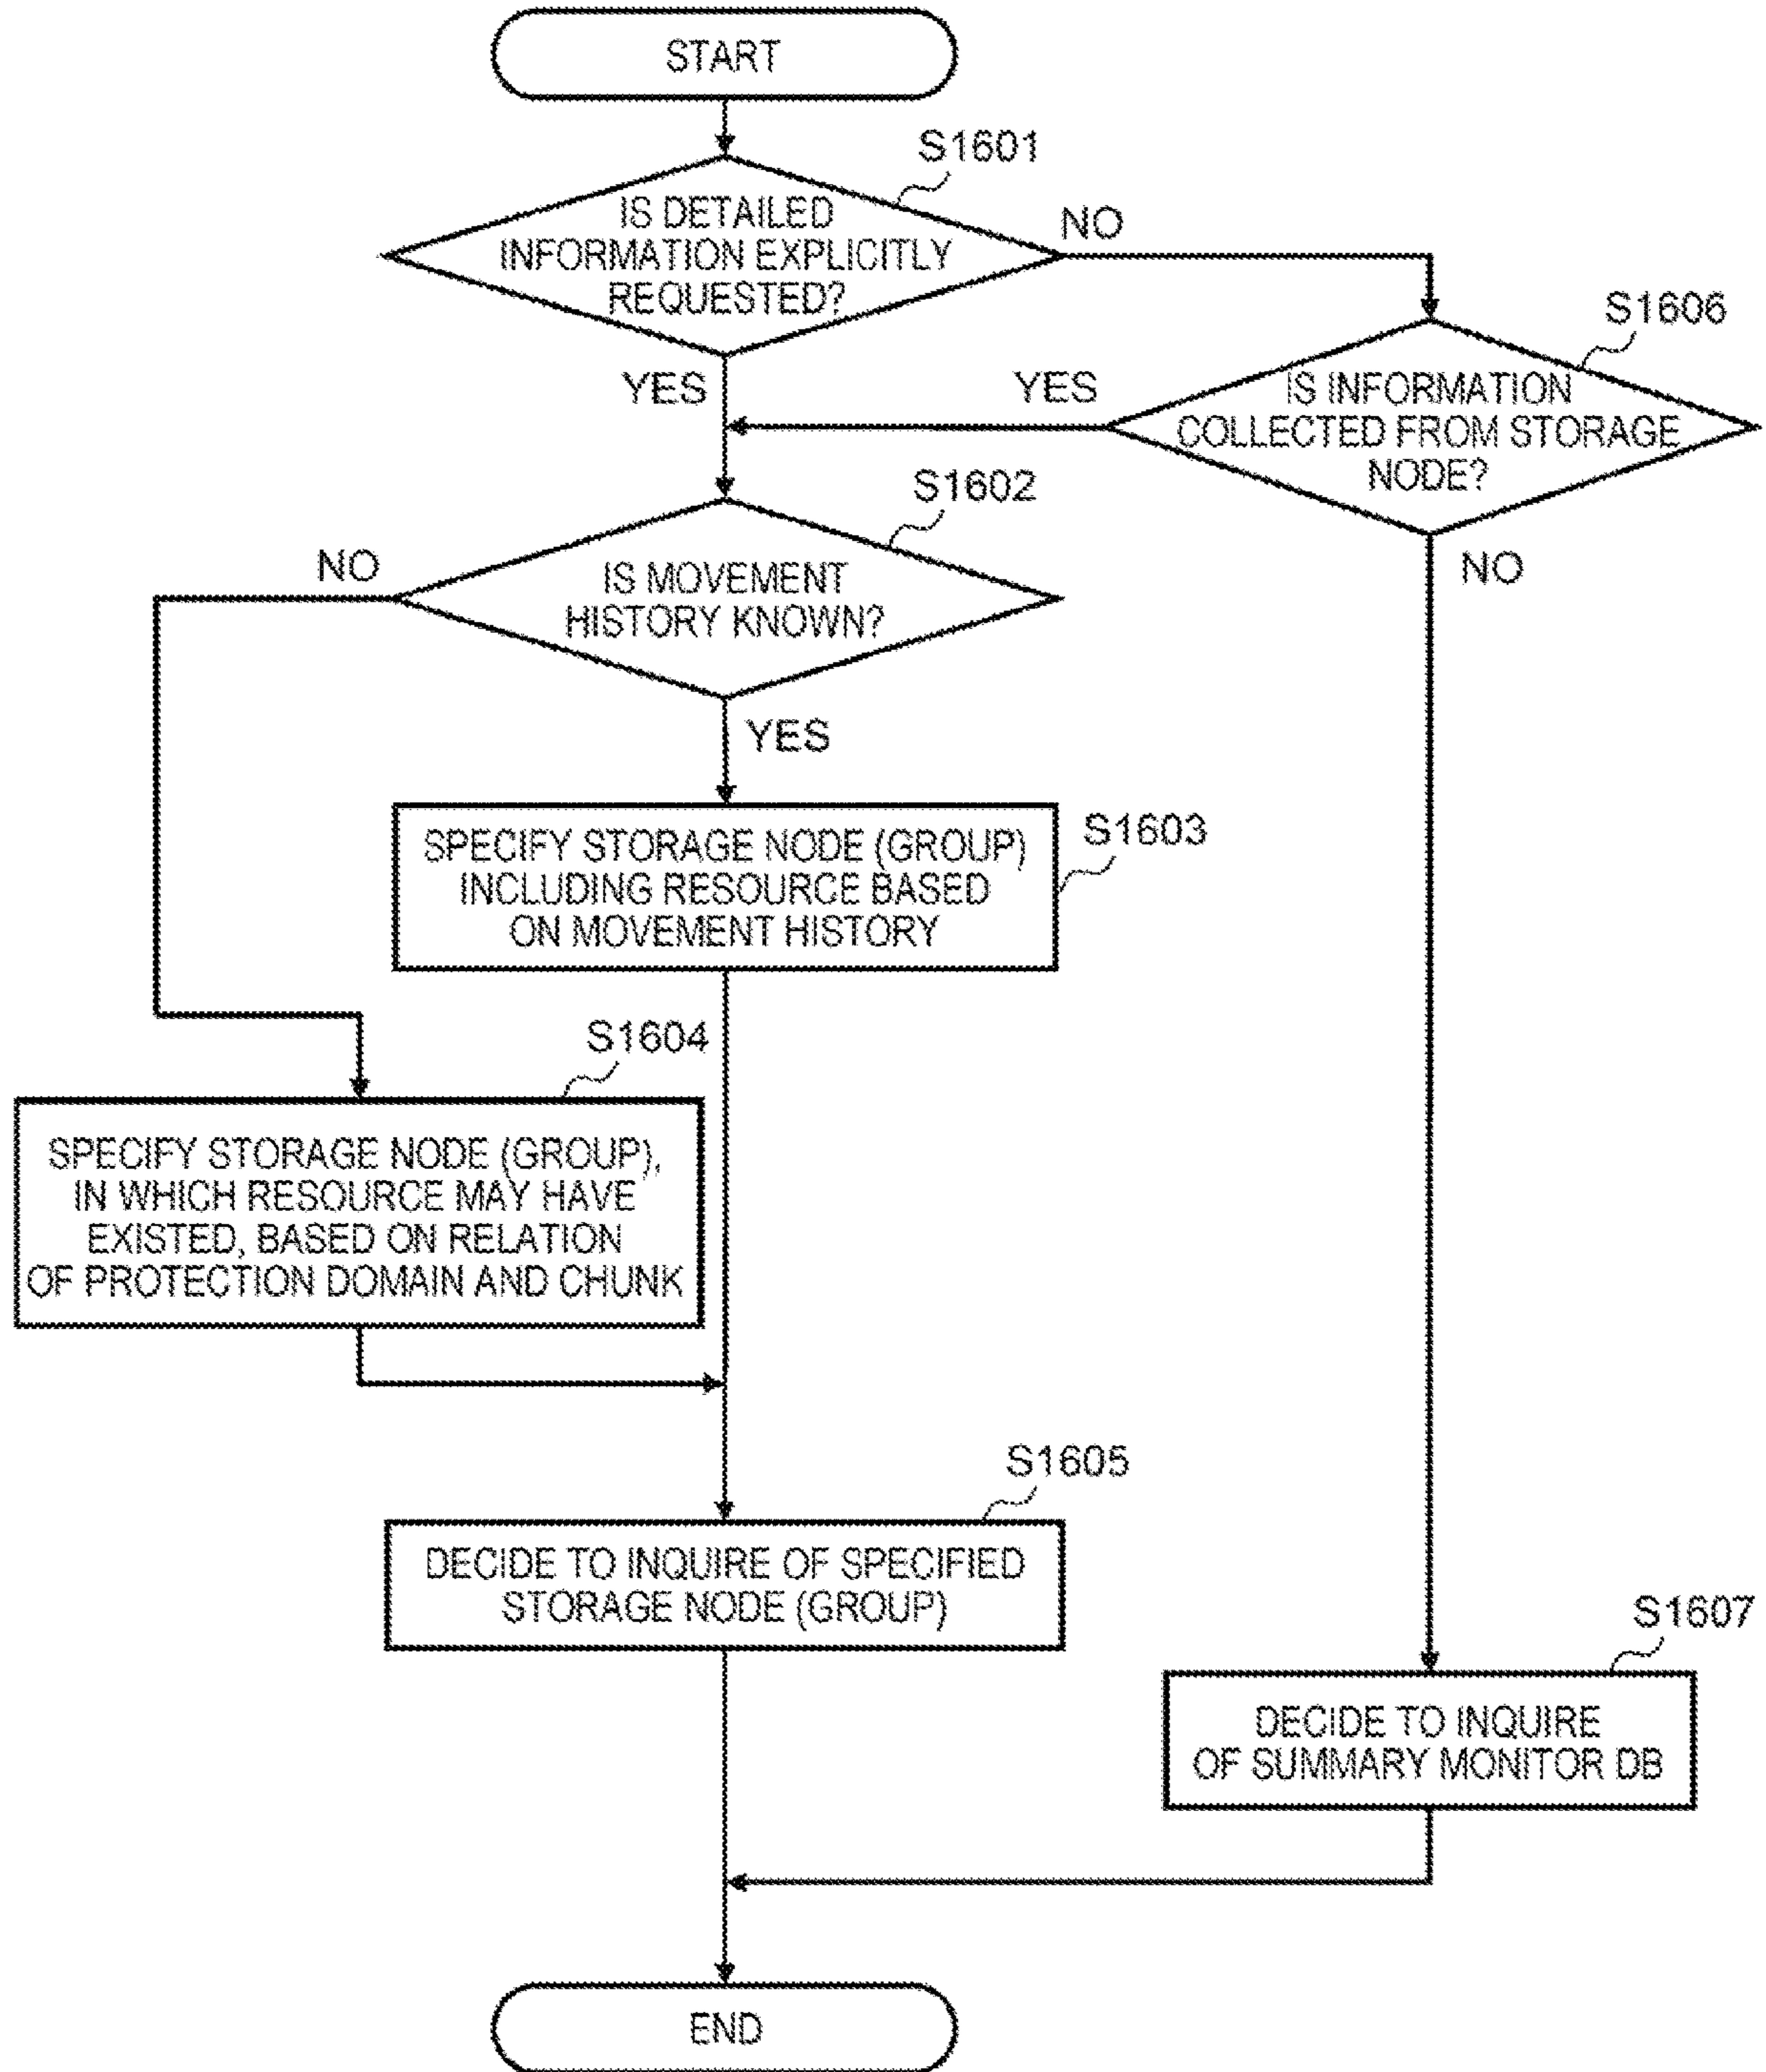 START
S1601
IS DETAILED
INFORMATION EXPLICITLY
REQUESTED?
NO
YES
S1606
IS INFORMATION
COLLECTED FROM STORAGE
NODE?
YES
NO
S1602
IS MOVEMENT
HISTORY KNOWN?
NO
YES
SPECIFY STORAGE NODE (GROUP)
INCLUDING RESOURCE BASED
ON MOVEMENT HISTORY
S1603
S1604
SPECIFY STORAGE NODE (GROUP),
IN WHICH RESOURCE MAY HAVE
EXISTED, BASED ON RELATION
OF PROTECTION DOMAIN AND CHUNK
S1605
DECIDE TO INQUIRE OF SPECIFIED
STORAGE NODE (GROUP)
S1607
DECIDE TO INQUIRE
OF SUMMARY MONITOR DB
END